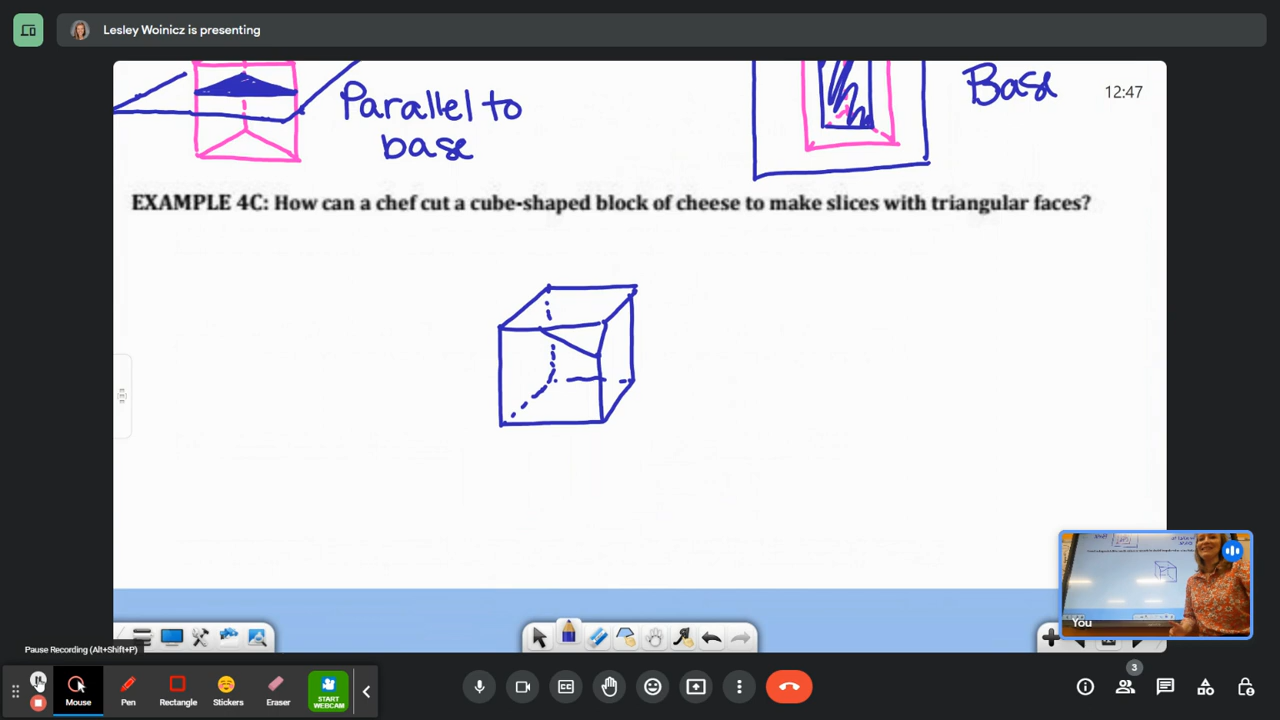 Lesley Woinicz is presenting
Parallel to
base
Base
12:47
EXAMPLE 4C: How can a chef cut a cube-shaped block of cheese to make slices with triangular faces?
You
Pause Recording (Alt+Shift+P)
Mouse
Pen
Rectangle
Stickers
Eraser
START
WEBCAM
3